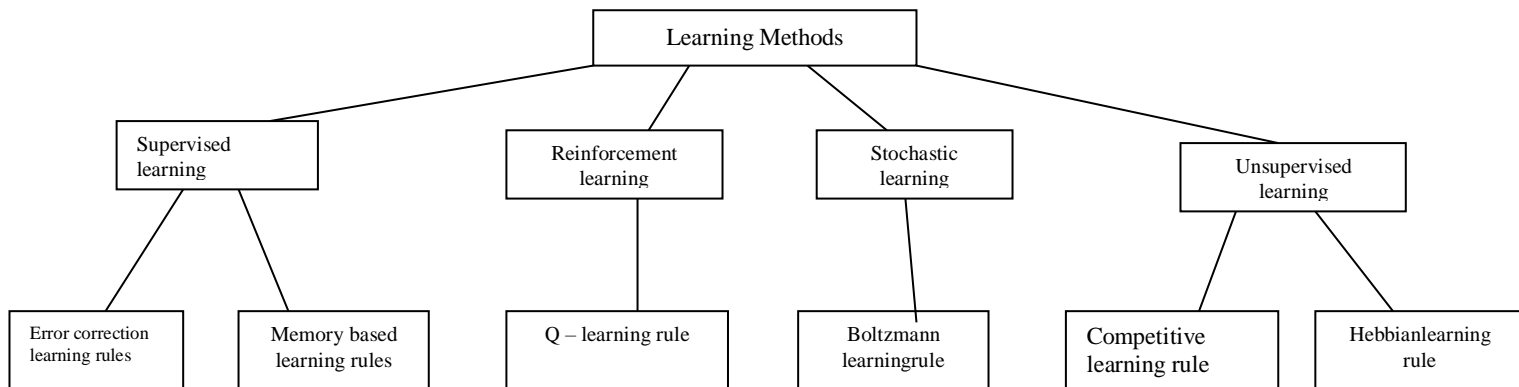 Learning Methods
Supervised
learning
Reinforcement
learning
Stochastic
learning
Unsupervised
learning
Error correction
learning rules
Memory based
learning rules
Q – learning rule
Boltzmann
learningrule
Competitive
learning rule
Hebbianlearning
rule